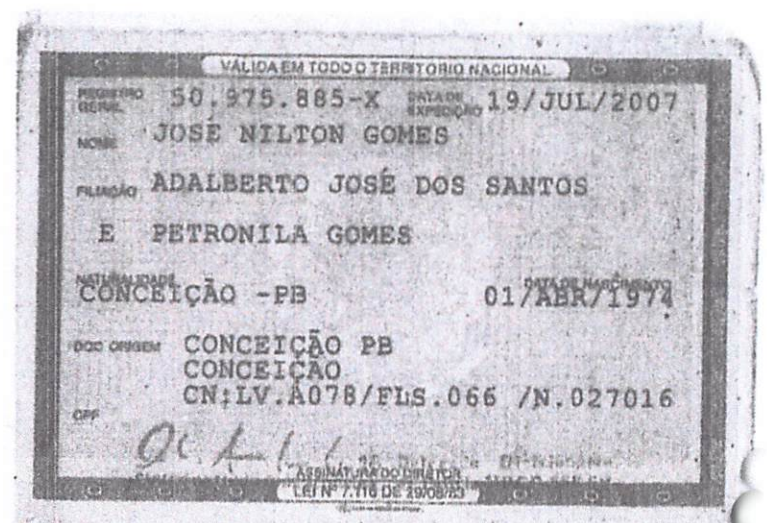 VÁLIDA EM TODO O TERRITÓRIO NACIONAL
REGISTRO GERAL 50.975.885-X DATA DE EXPEDIÇÃO 19/JUL/2007
NOME JOSÉ NILTON GOMES
FILIAÇÃO ADALBERTO JOSÉ DOS SANTOS
E PETRONILA GOMES
NATURALIDADE DATA DE NASCIMENTO
CONCEIÇÃO -PB 01/ABR/1974
DOC ORIGEM CONCEIÇÃO PB
CONCEIÇÃO
CN:LV.A078/FLS.066 /N.027016
CPF
ASSINATURA DO DIRETOR
LEI Nº 7.116 DE 29/08/83